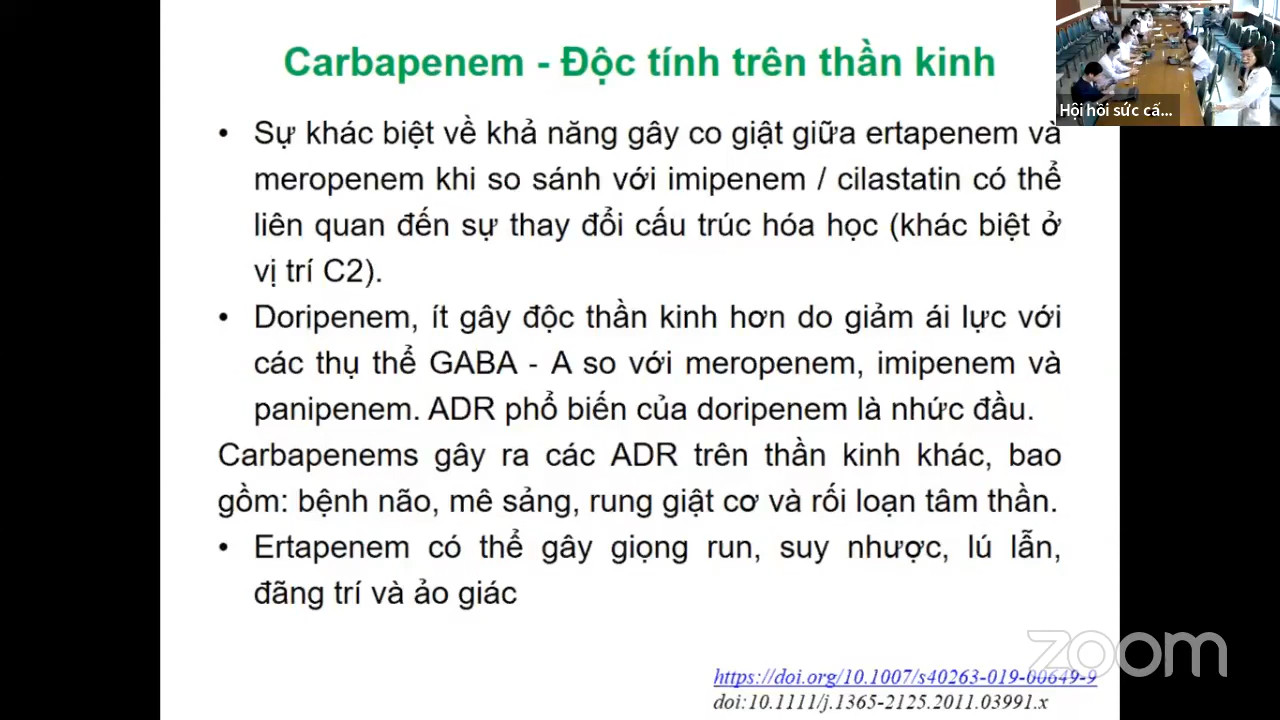 Carbapenem - Độc tính trên thần kinh
Hội hồi sức cấ...
• Sự khác biệt về khả năng gây co giật giữa ertapenem và
meropenem khi so sánh với imipenem / cilastatin có thể
liên quan đến sự thay đổi cấu trúc hóa học (khác biệt ở
vị trí C2).
• Doripenem, ít gây độc thần kinh hơn do giảm ái lực với
các thụ thể GABA - A so với meropenem, imipenem và
panipenem. ADR phổ biến của doripenem là nhức đầu.
Carbapenems gây ra các ADR trên thần kinh khác, bao
gồm: bệnh não, mê sảng, rung giật cơ và rối loạn tâm thần.
• Ertapenem có thể gây giọng run, suy nhược, lú lẫn,
đãng trí và ảo giác
zoom
https://doi.org/10.1007/s40263-019-00649-9
doi:10.1111/j.1365-2125.2011.03991.x